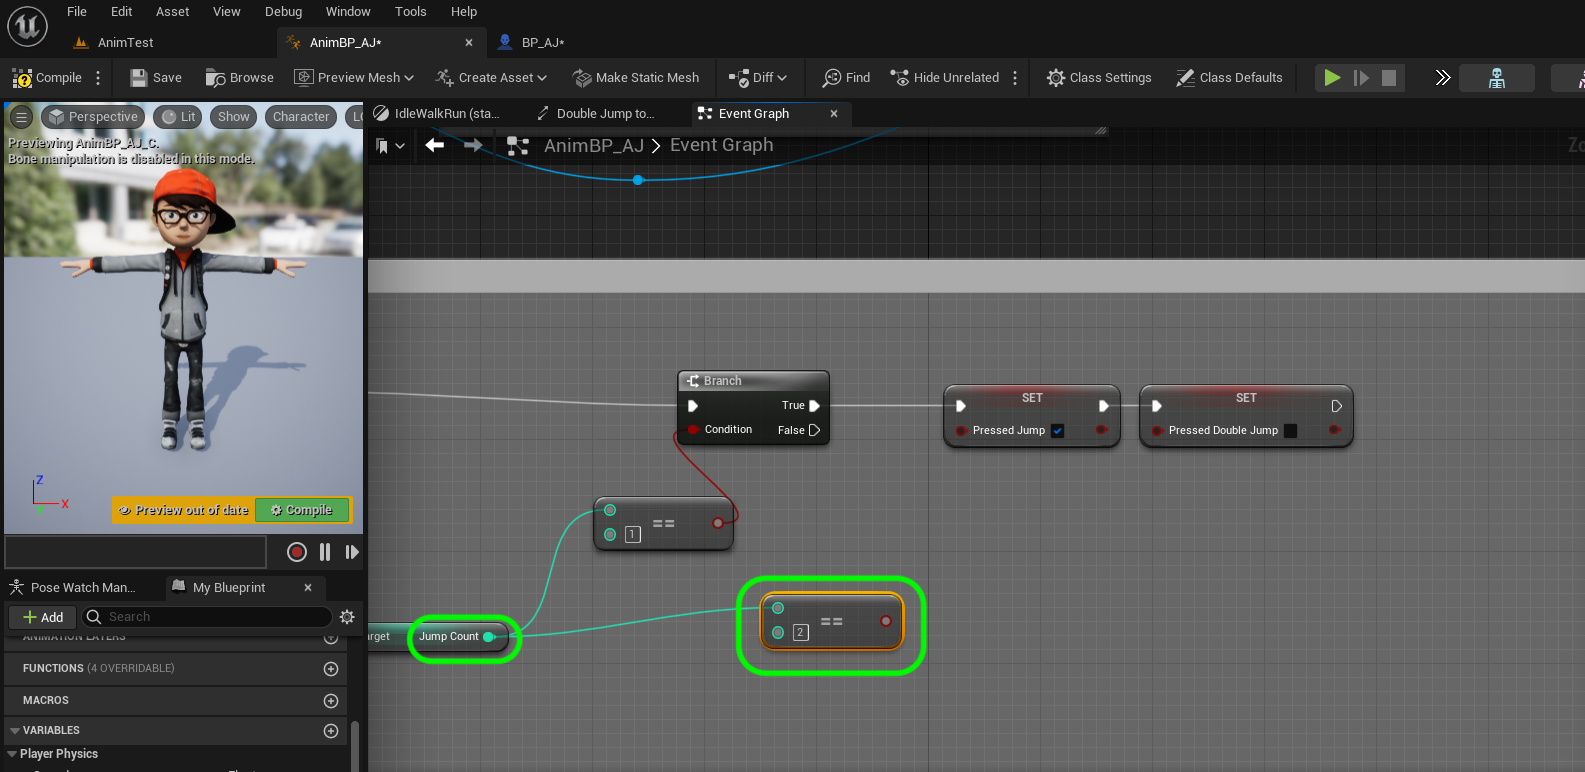 File Edit Asset View Debug Window Tools Help
AnimTest AnimBP_AJ* BP_AJ*
Compile Save Browse Preview Mesh Create Asset Make Static Mesh Diff Find Hide Unrelated Class Settings Class Defaults
Perspective Lit Show Character
IdleWalkRun (sta... Double Jump to... Event Graph
Previewing AnimBP_AJ_C.
Bone manipulation is disabled in this mode.
AnimBP_AJ > Event Graph
Branch
True
Condition False
SET
Pressed Jump
SET
Pressed Double Jump
1 ==
2 ==
Jump Count
Z
X
Y
Preview out of date Compile
Pose Watch Man... My Blueprint
Add Search
ANIMATION LAYERS
FUNCTIONS (4 OVERRIDABLE)
MACROS
VARIABLES
Player Physics